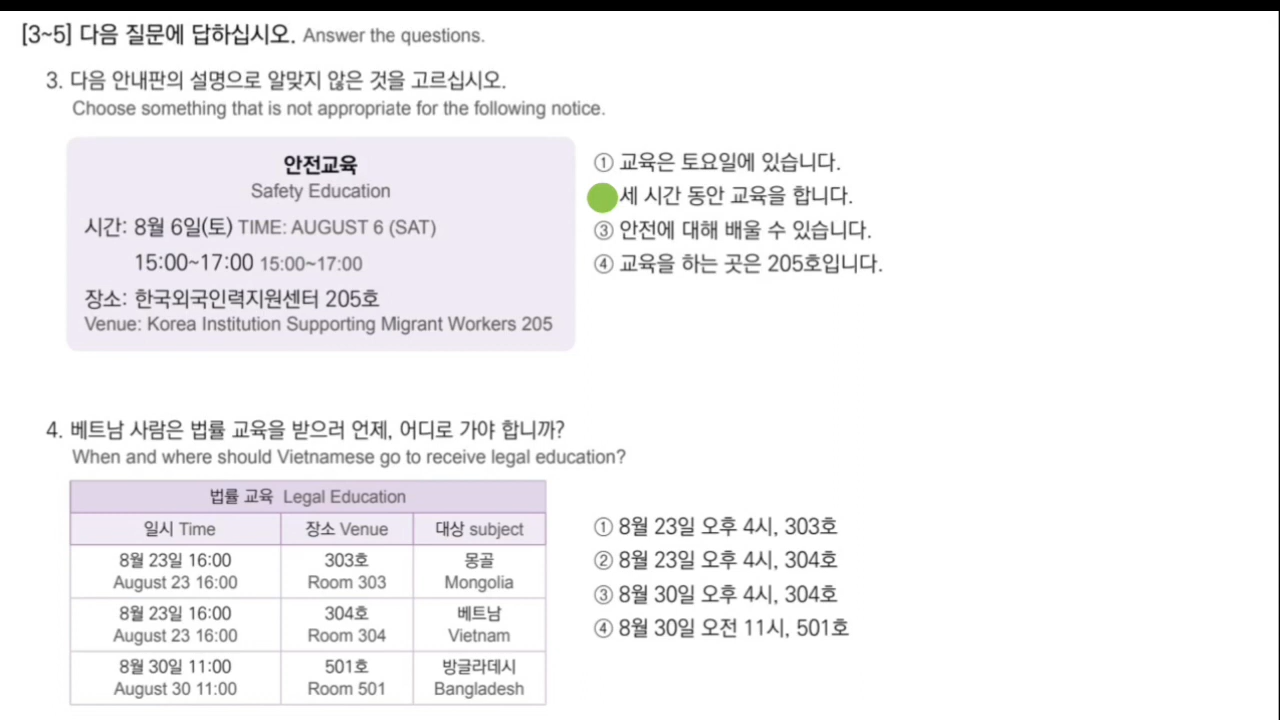 [3~5] 다음 질문에 답하십시오. Answer the questions.
3. 다음 안내판의 설명으로 알맞지 않은 것을 고르십시오.
Choose something that is not appropriate for the following notice.
안전교육
Safety Education
시간: 8월 6일(토) TIME: AUGUST 6 (SAT)
15:00~17:00 15:00~17:00
장소: 한국외국인력지원센터 205호
Venue: Korea Institution Supporting Migrant Workers 205
① 교육은 토요일에 있습니다.
세 시간 동안 교육을 합니다.
③ 안전에 대해 배울 수 있습니다.
④ 교육을 하는 곳은 205호입니다.
4. 베트남 사람은 법률 교육을 받으러 언제, 어디로 가야 합니까?
When and where should Vietnamese go to receive legal education?
법률 교육 Legal Education
일시 Time 장소 Venue 대상 subject
8월 23일 16:00 303호 몽골
August 23 16:00 Room 303 Mongolia
8월 23일 16:00 304호 베트남
August 23 16:00 Room 304 Vietnam
8월 30일 11:00 501호 방글라데시
August 30 11:00 Room 501 Bangladesh
① 8월 23일 오후 4시, 303호
② 8월 23일 오후 4시, 304호
③ 8월 30일 오후 4시, 304호
④ 8월 30일 오전 11시, 501호